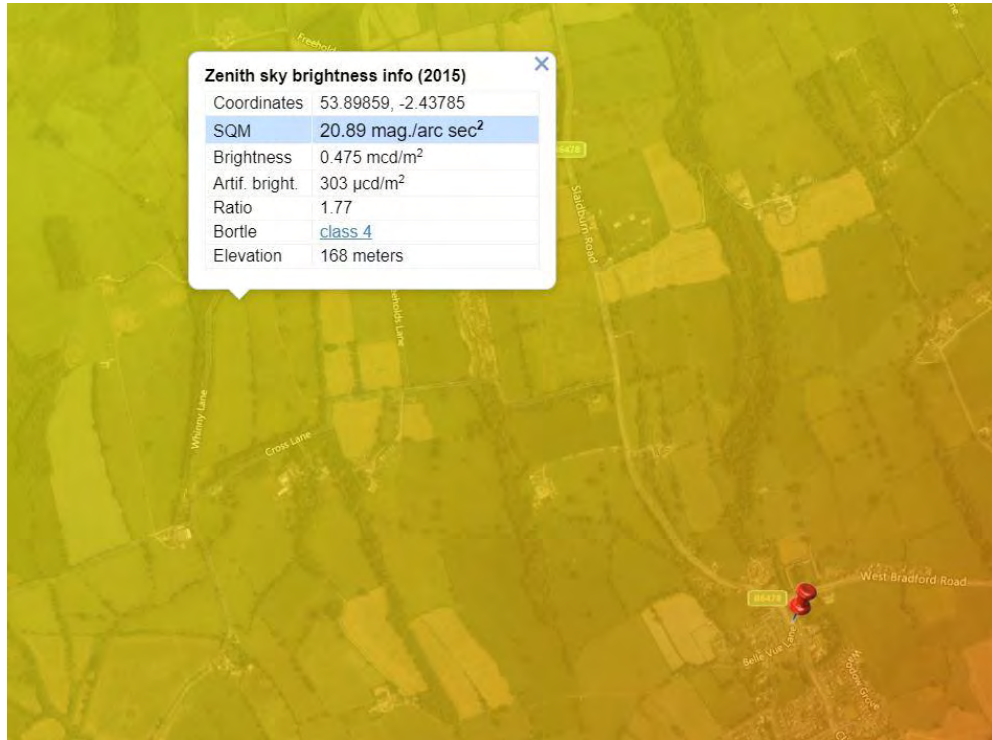 Freehold
Zenith sky brightness info (2015)
Coordinates 53.89859, -2.43785
SQM 20.89 mag./arc sec²
Brightness 0.475 mcd/m²
Artif. bright. 303 µcd/m²
Ratio 1.77
Bortle class 4
Elevation 168 meters
Slaidburn Road
eeholds Lane
Whinny Lane
Cross Lane
West Bradford Road
B6478
Belle Vue Lane